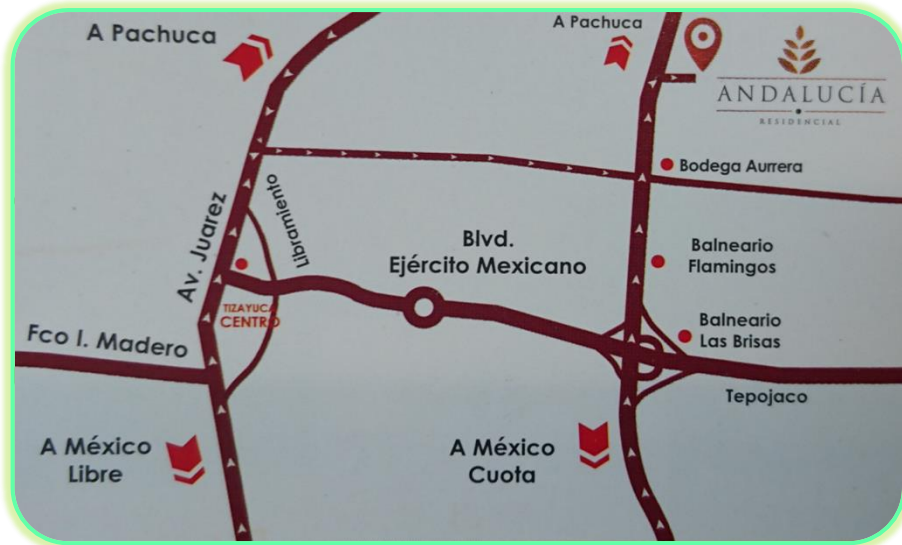 A Pachuca
A Pachuca
ANDALUCÍA
RESIDENCIAL
Bodega Aurrera
Av. Juarez
Libramiento
Blvd.
Ejército Mexicano
Balneario
Flamingos
TIZAYUCA
CENTRO
Balneario
Las Brisas
Fco I. Madero
Tepojaco
A México
Libre
A México
Cuota